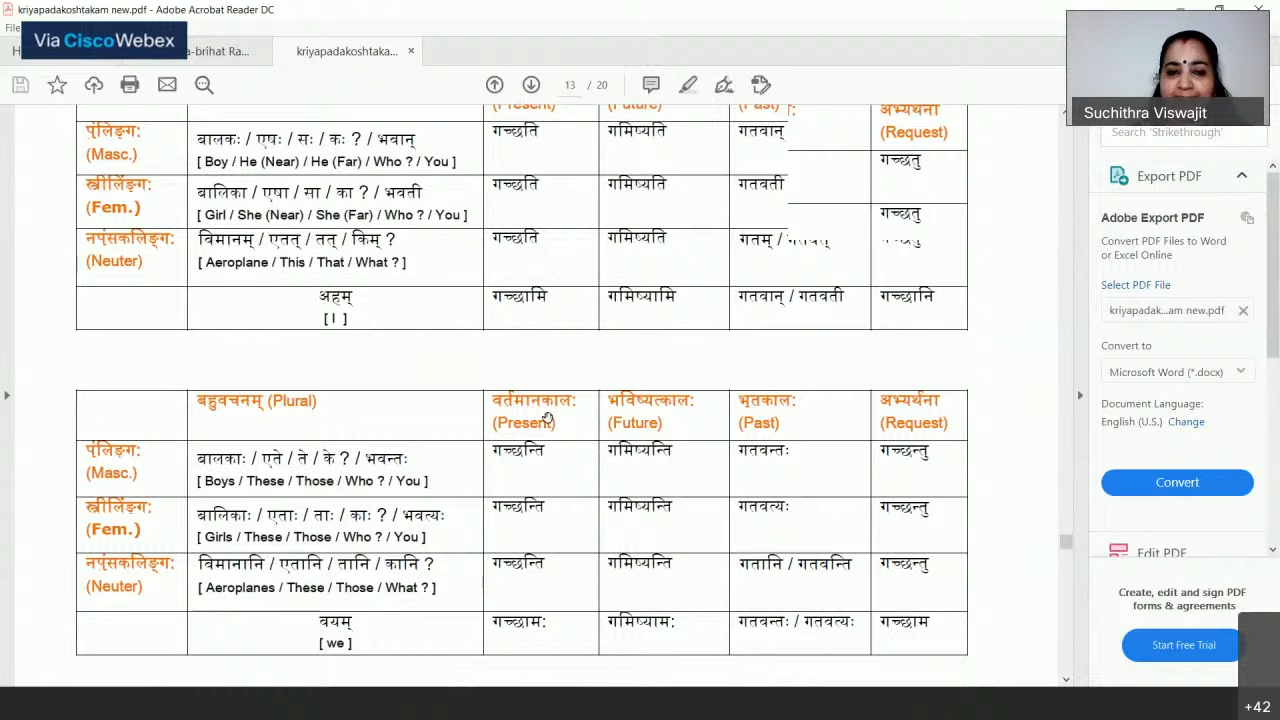 kriyapadakoshtakam new.pdf - Adobe Acrobat Reader DC
Via Cisco Webex
a-brihat Ra...
kriyapadakoshtaka...
13 / 20
Suchithra Viswajit
(Present) (Future) (Past) अभ्यर्थना
(Request)
पुंलिङ्गः बालकः / एषः / सः / कः ? / भवान् गच्छति गमिष्यति गतवान्
(Masc.) [ Boy / He (Near) / He (Far) / Who ? / You ] गच्छतु
स्त्रीलिङ्गः बालिका / एषा / सा / का ? / भवती गच्छति गमिष्यति गतवती
(Fem.) [ Girl / She (Near) / She (Far) / Who ? / You ] गच्छतु
नपुंसकलिङ्गः विमानम् / एतत् / तत् / किम् ? गच्छति गमिष्यति गतम् /
(Neuter) [ Aeroplane / This / That / What ? ]
अहम् गच्छामि गमिष्यामि गतवान् / गतवती गच्छानि
[ I ]
बहुवचनम् (Plural) वर्तमानकालः भविष्यत्कालः भूतकालः अभ्यर्थना
(Present) (Future) (Past) (Request)
पुंलिङ्गः बालकाः / एते / ते / के ? / भवन्तः गच्छन्ति गमिष्यन्ति गतवन्तः गच्छन्तु
(Masc.) [ Boys / These / Those / Who ? / You ]
स्त्रीलिङ्गः बालिकाः / एताः / ताः / काः ? / भवत्यः गच्छन्ति गमिष्यन्ति गतवत्यः गच्छन्तु
(Fem.) [ Girls / These / Those / Who ? / You ]
नपुंसकलिङ्गः विमानानि / एतानि / तानि / कानि ? गच्छन्ति गमिष्यन्ति गतानि / गतवन्ति गच्छन्तु
(Neuter) [ Aeroplanes / These / Those / What ? ]
वयम् गच्छामः गमिष्यामः गतवन्तः / गतवत्यः गच्छाम
[ we ]
Search 'Strikethrough'
Export PDF
Adobe Export PDF
Convert PDF Files to Word
or Excel Online
Select PDF File
kriyapadak...am new.pdf
Convert to
Microsoft Word (*.docx)
Document Language:
English (U.S.) Change
Convert
Edit PDF
Create, edit and sign PDF
forms & agreements
Start Free Trial
+42